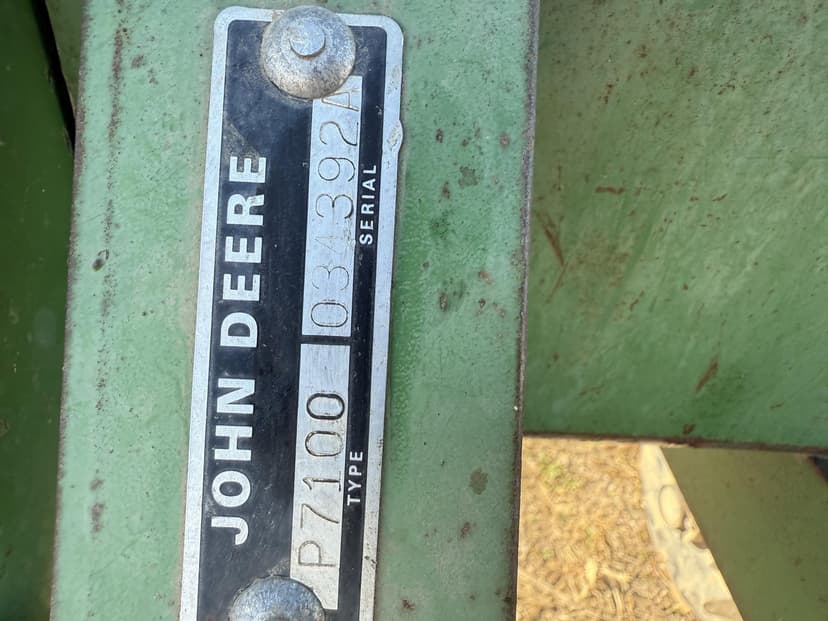 JOHN DEERE
P7100 034392A
TYPE SERIAL